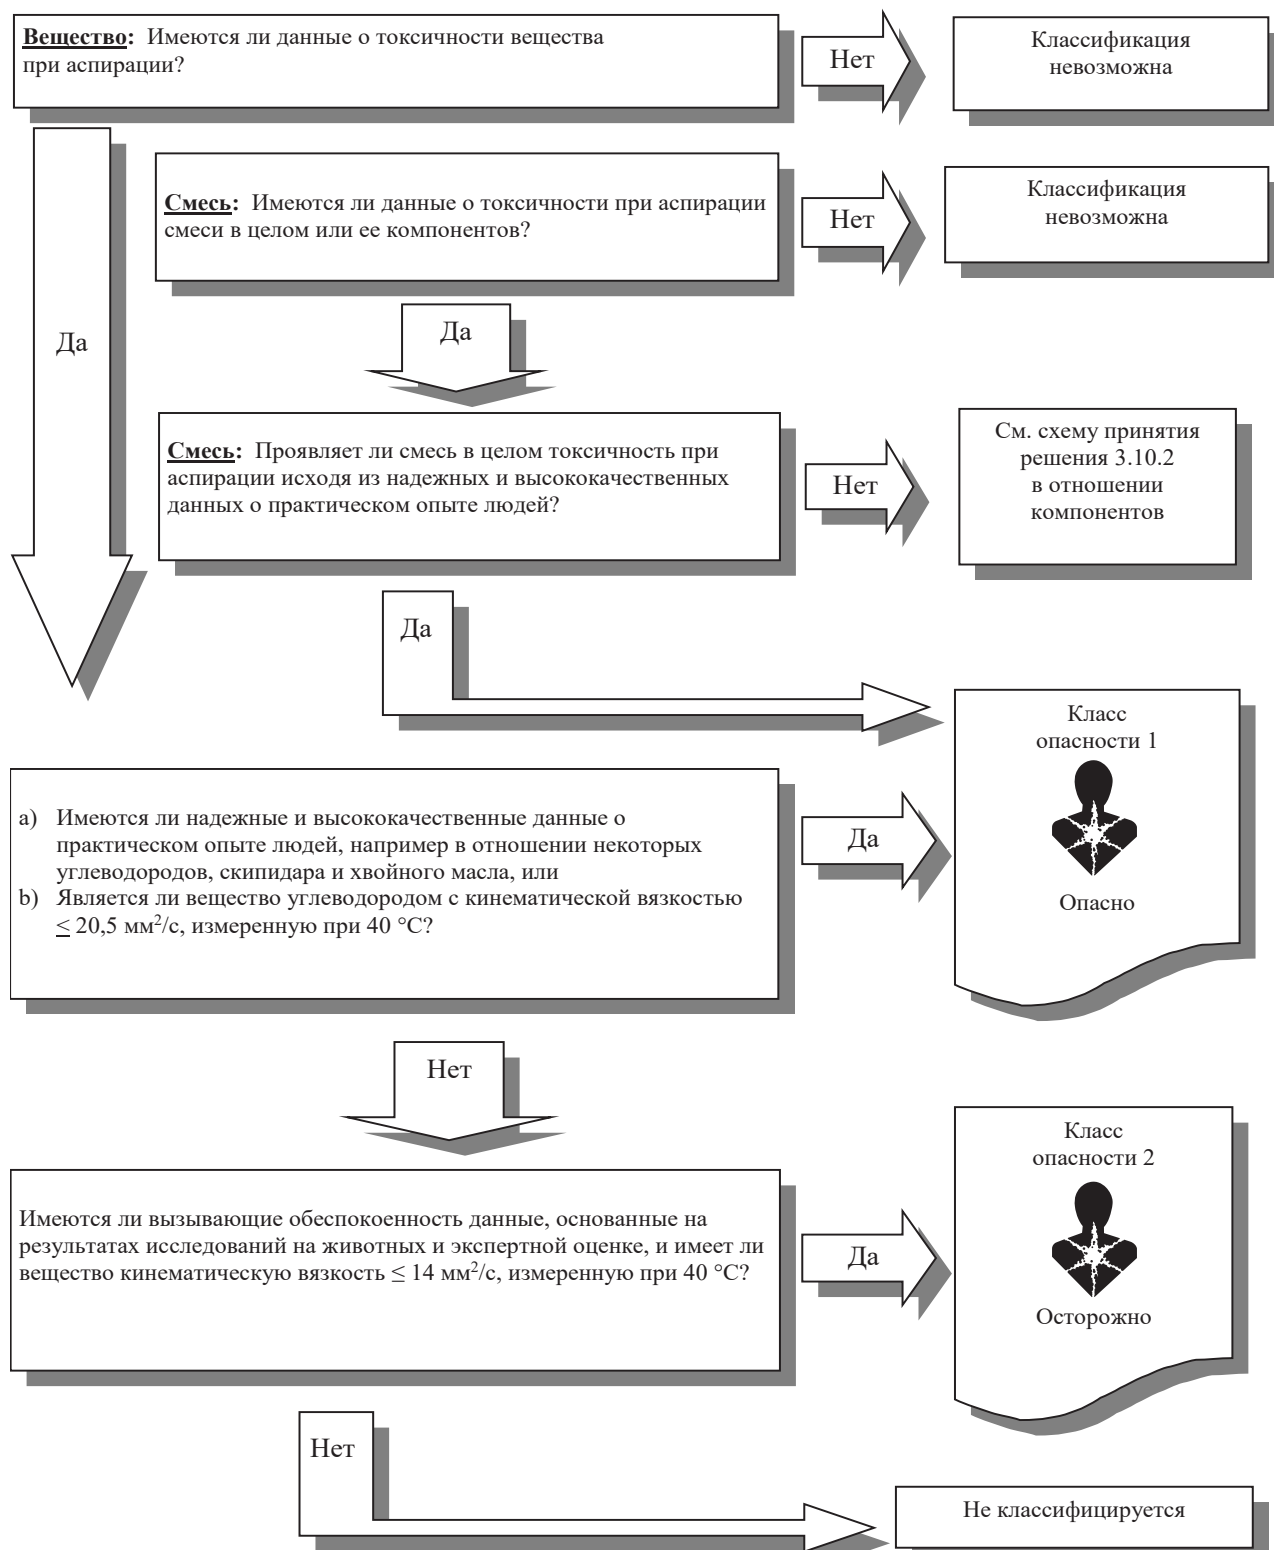 Вещество: Имеются ли данные о токсичности вещества
при аспирации?
Нет
Классификация
невозможна
Смесь: Имеются ли данные о токсичности при аспирации
смеси в целом или ее компонентов?
Нет
Классификация
невозможна
Да
Да
Смесь: Проявляет ли смесь в целом токсичность при
аспирации исходя из надежных и высококачественных
данных о практическом опыте людей?
Нет
См. схему принятия
решения 3.10.2
в отношении
компонентов
Да
Класс
опасности 1
Опасно
a) Имеются ли надежные и высококачественные данные о
практическом опыте людей, например в отношении некоторых
углеводородов, скипидара и хвойного масла, или
b) Является ли вещество углеводородом с кинематической вязкостью
≤ 20,5 мм²/с, измеренную при 40 °C?
Да
Нет
Класс
опасности 2
Осторожно
Имеются ли вызывающие обеспокоенность данные, основанные на
результатах исследований на животных и экспертной оценке, и имеет ли
вещество кинематическую вязкость ≤ 14 мм²/с, измеренную при 40 °C?
Да
Нет
Не классифицируется